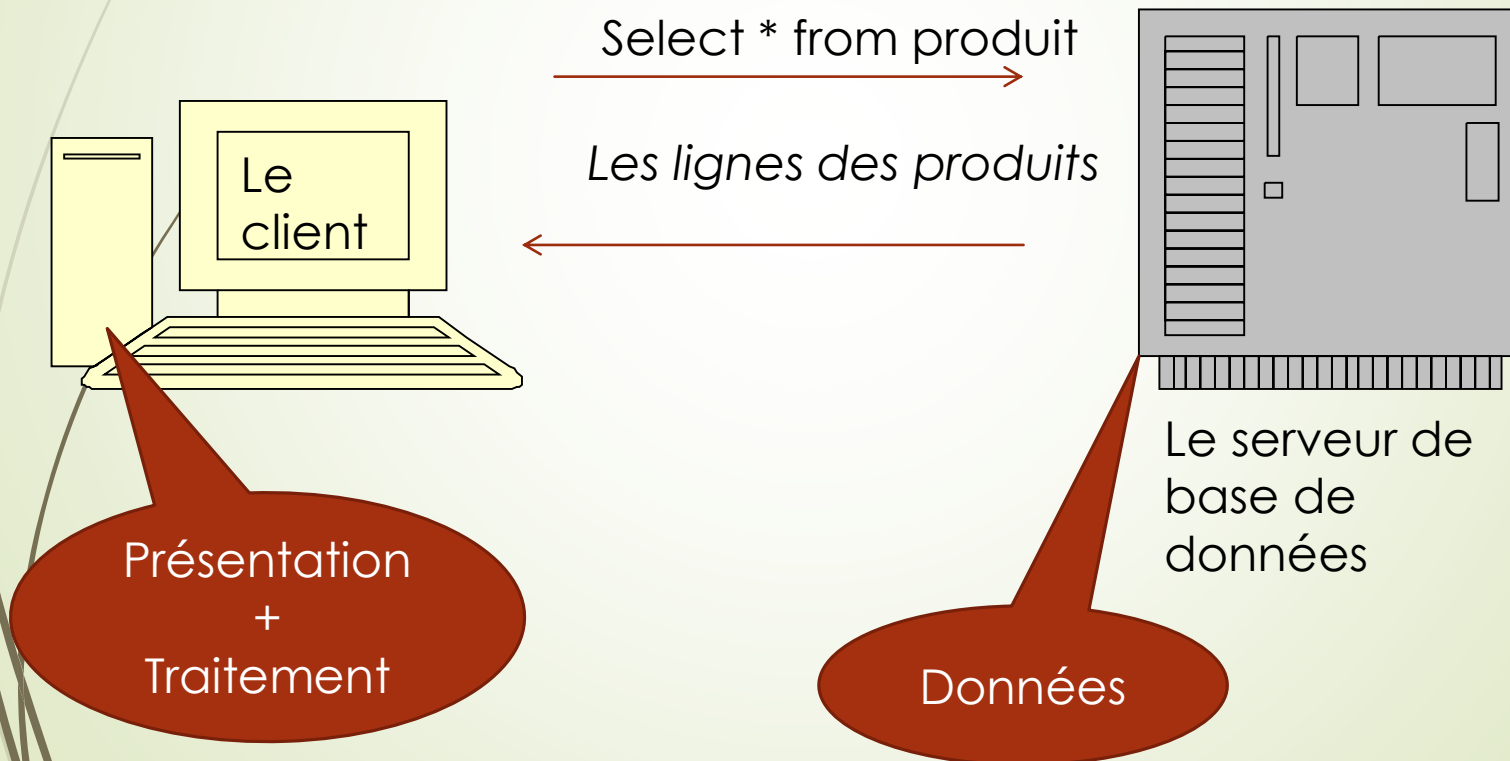 Select * from produit
Les lignes des produits
Le
client
Le serveur de
base de
données
Présentation
+
Traitement
Données